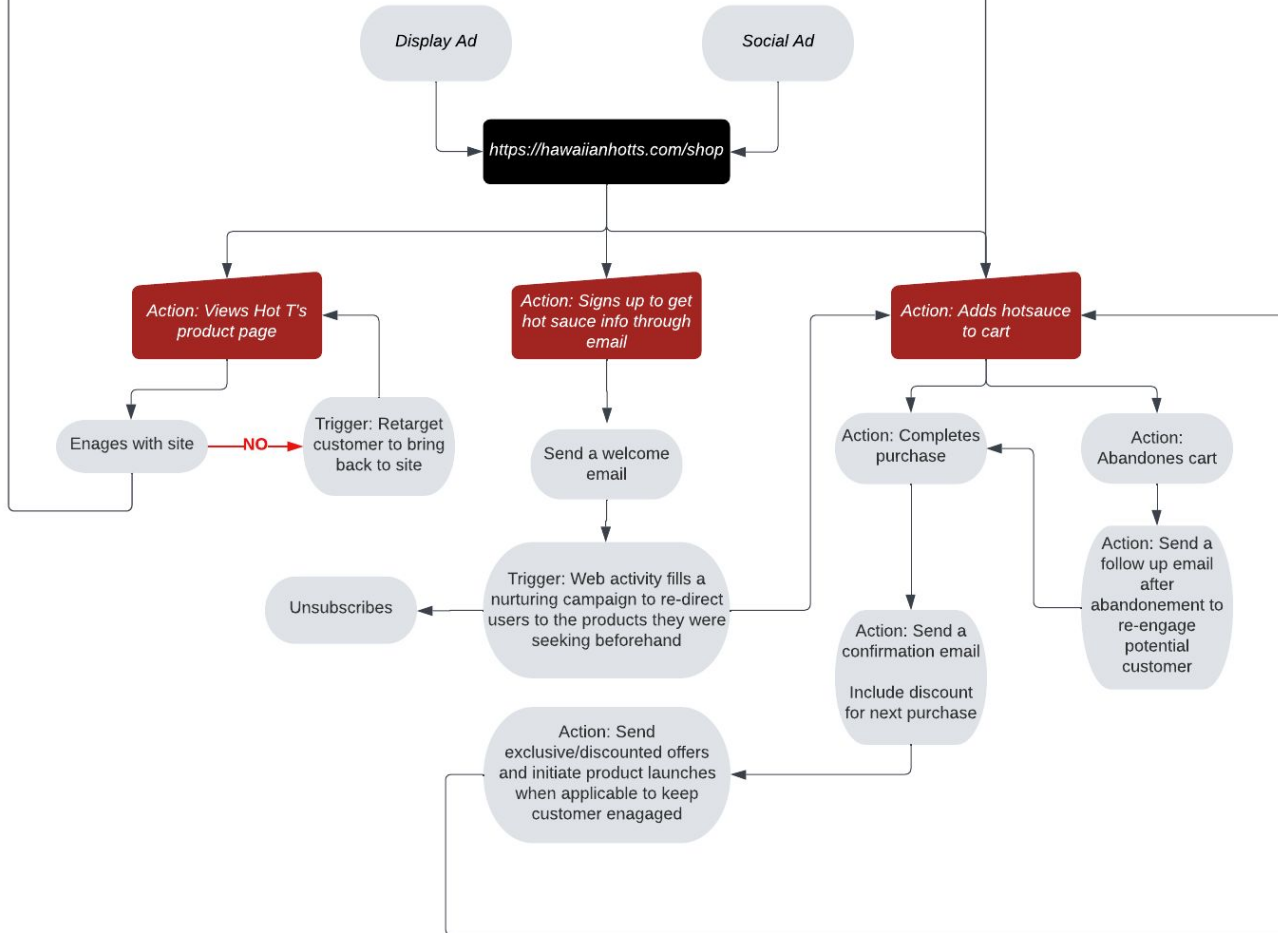 Display Ad
Social Ad
https://hawaiianhotts.com/shop
Action: Views Hot T's
product page
Action: Signs up to get
hot sauce info through
email
Action: Adds hotsauce
to cart
Enages with site
NO
Trigger: Retarget
customer to bring
back to site
Send a welcome
email
Action: Completes
purchase
Action:
Abandones cart
Unsubscribes
Trigger: Web activity fills a
nurturing campaign to re-direct
users to the products they were
seeking beforehand
Action: Send a
follow up email
after
abandonement to
re-engage
potential
customer
Action: Send a
confirmation email
Include discount
for next purchase
Action: Send
exclusive/discounted offers
and initiate product launches
when applicable to keep
customer enagaged